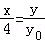 x/4 = y/y₀